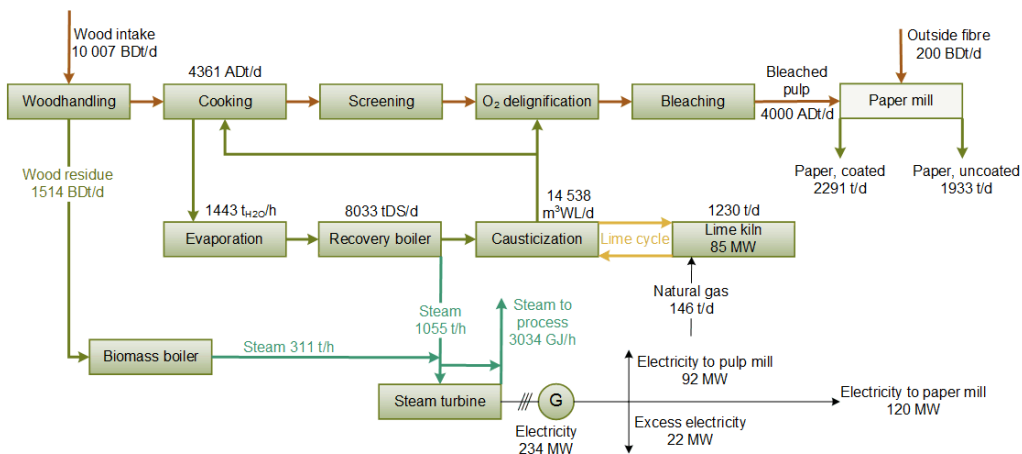 Wood intake
10 007 BDt/d
Outside fibre
200 BDt/d
4361 ADt/d
Bleached
pulp
Woodhandling
Cooking
Screening
O₂ delignification
Bleaching
Paper mill
4000 ADt/d
Wood residue
1514 BDt/d
Paper, coated
2291 t/d
Paper, uncoated
1933 t/d
1443 tH2O/h
8033 tDS/d
14 538
m³WL/d
1230 t/d
Evaporation
Recovery boiler
Causticization
Lime cycle
Lime kiln
85 MW
Natural gas
146 t/d
Steam
1055 t/h
Steam to
process
3034 GJ/h
Biomass boiler
Steam 311 t/h
Electricity to pulp mill
92 MW
Steam turbine
G
Electricity
234 MW
Electricity to paper mill
120 MW
Excess electricity
22 MW